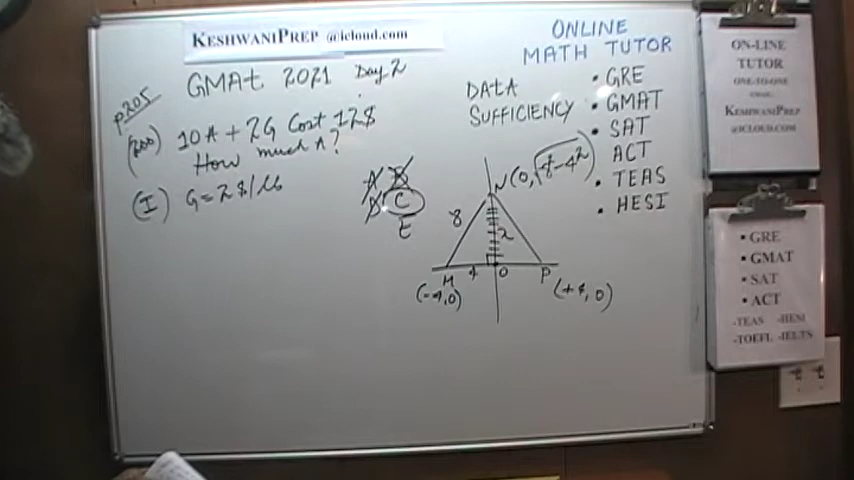 KESHWANIPREP @icloud.com
GMAt 2021 Day 2
p205
(200) 10A + 2G Cost 12$
How much A?
(I) G = 2$/
A B
D C
E
DATA
SUFFICIENCY
ONLINE
MATH TUTOR
• GRE
• GMAT
• SAT
ACT
• TEAS
• HESI
N (0, √8-4²)
8
2
M 4 0 P
(-4,0) (+4,0)
ON-LINE
TUTOR
ONE-TO-ONE
KESHWANIPREP
@ICLOUD.COM
• GRE
• GMAT
• SAT
• ACT
-TEAS -HESI
-TOEFL -IELTS